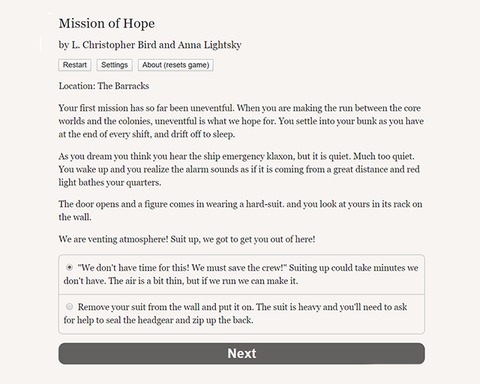 Mission of Hope
by L. Christopher Bird and Anna Lightsky
Restart Settings About (resets game)
Location: The Barracks
Your first mission has so far been uneventful. When you are making the run between the core
worlds and the colonies, uneventful is what we hope for. You settle into your bunk as you have
at the end of every shift, and drift off to sleep.
As you dream you think you hear the ship emergency klaxon, but it is quiet. Much too quiet.
You wake up and you realize the alarm sounds as if it is coming from a great distance and red
light bathes your quarters.
The door opens and a figure comes in wearing a hard-suit. and you look at yours in its rack on
the wall.
We are venting atmosphere! Suit up, we got to get you out of here!
"We don't have time for this! We must save the crew!" Suiting up could take minutes we
don't have. The air is a bit thin, but if we run we can make it.
Remove your suit from the wall and put it on. The suit is heavy and you'll need to ask
for help to seal the headgear and zip up the back.
Next